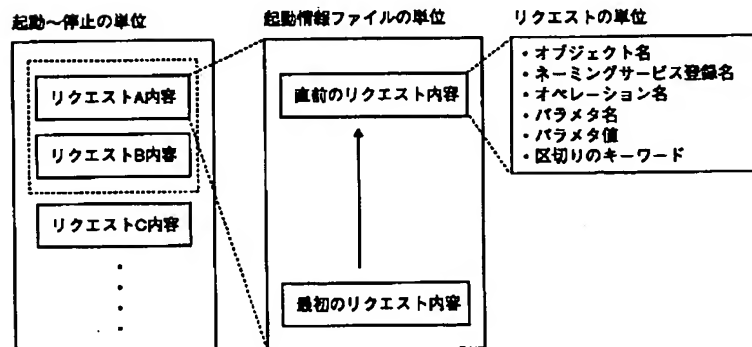 起動～停止の単位
リクエストA内容
リクエストB内容
リクエストC内容
起動情報ファイルの単位
直前のリクエスト内容
最初のリクエスト内容
リクエストの単位
・オブジェクト名
・ネーミングサービス登録名
・オペレーション名
・パラメタ名
・パラメタ値
・区切りのキーワード